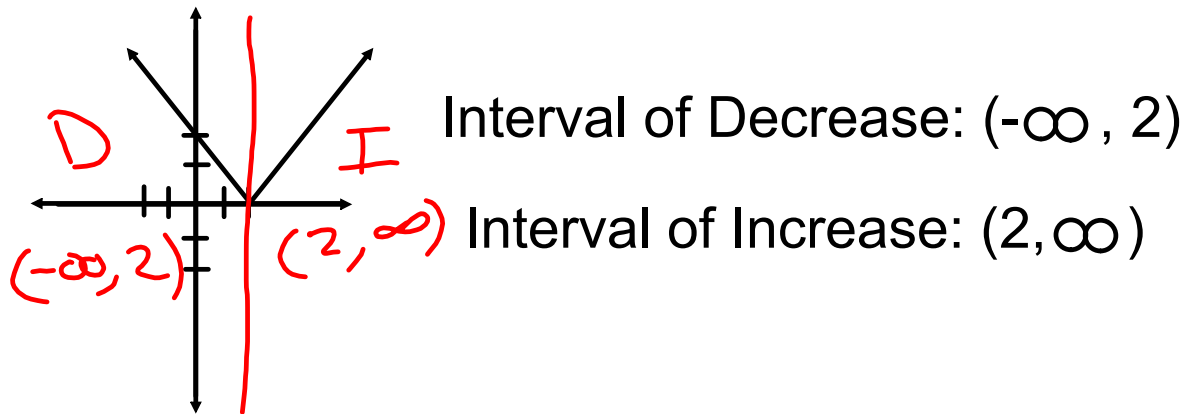 Interval of Decrease: (-∞, 2)
D I
Interval of Increase: (2,∞)
(-∞,2) (2,∞)